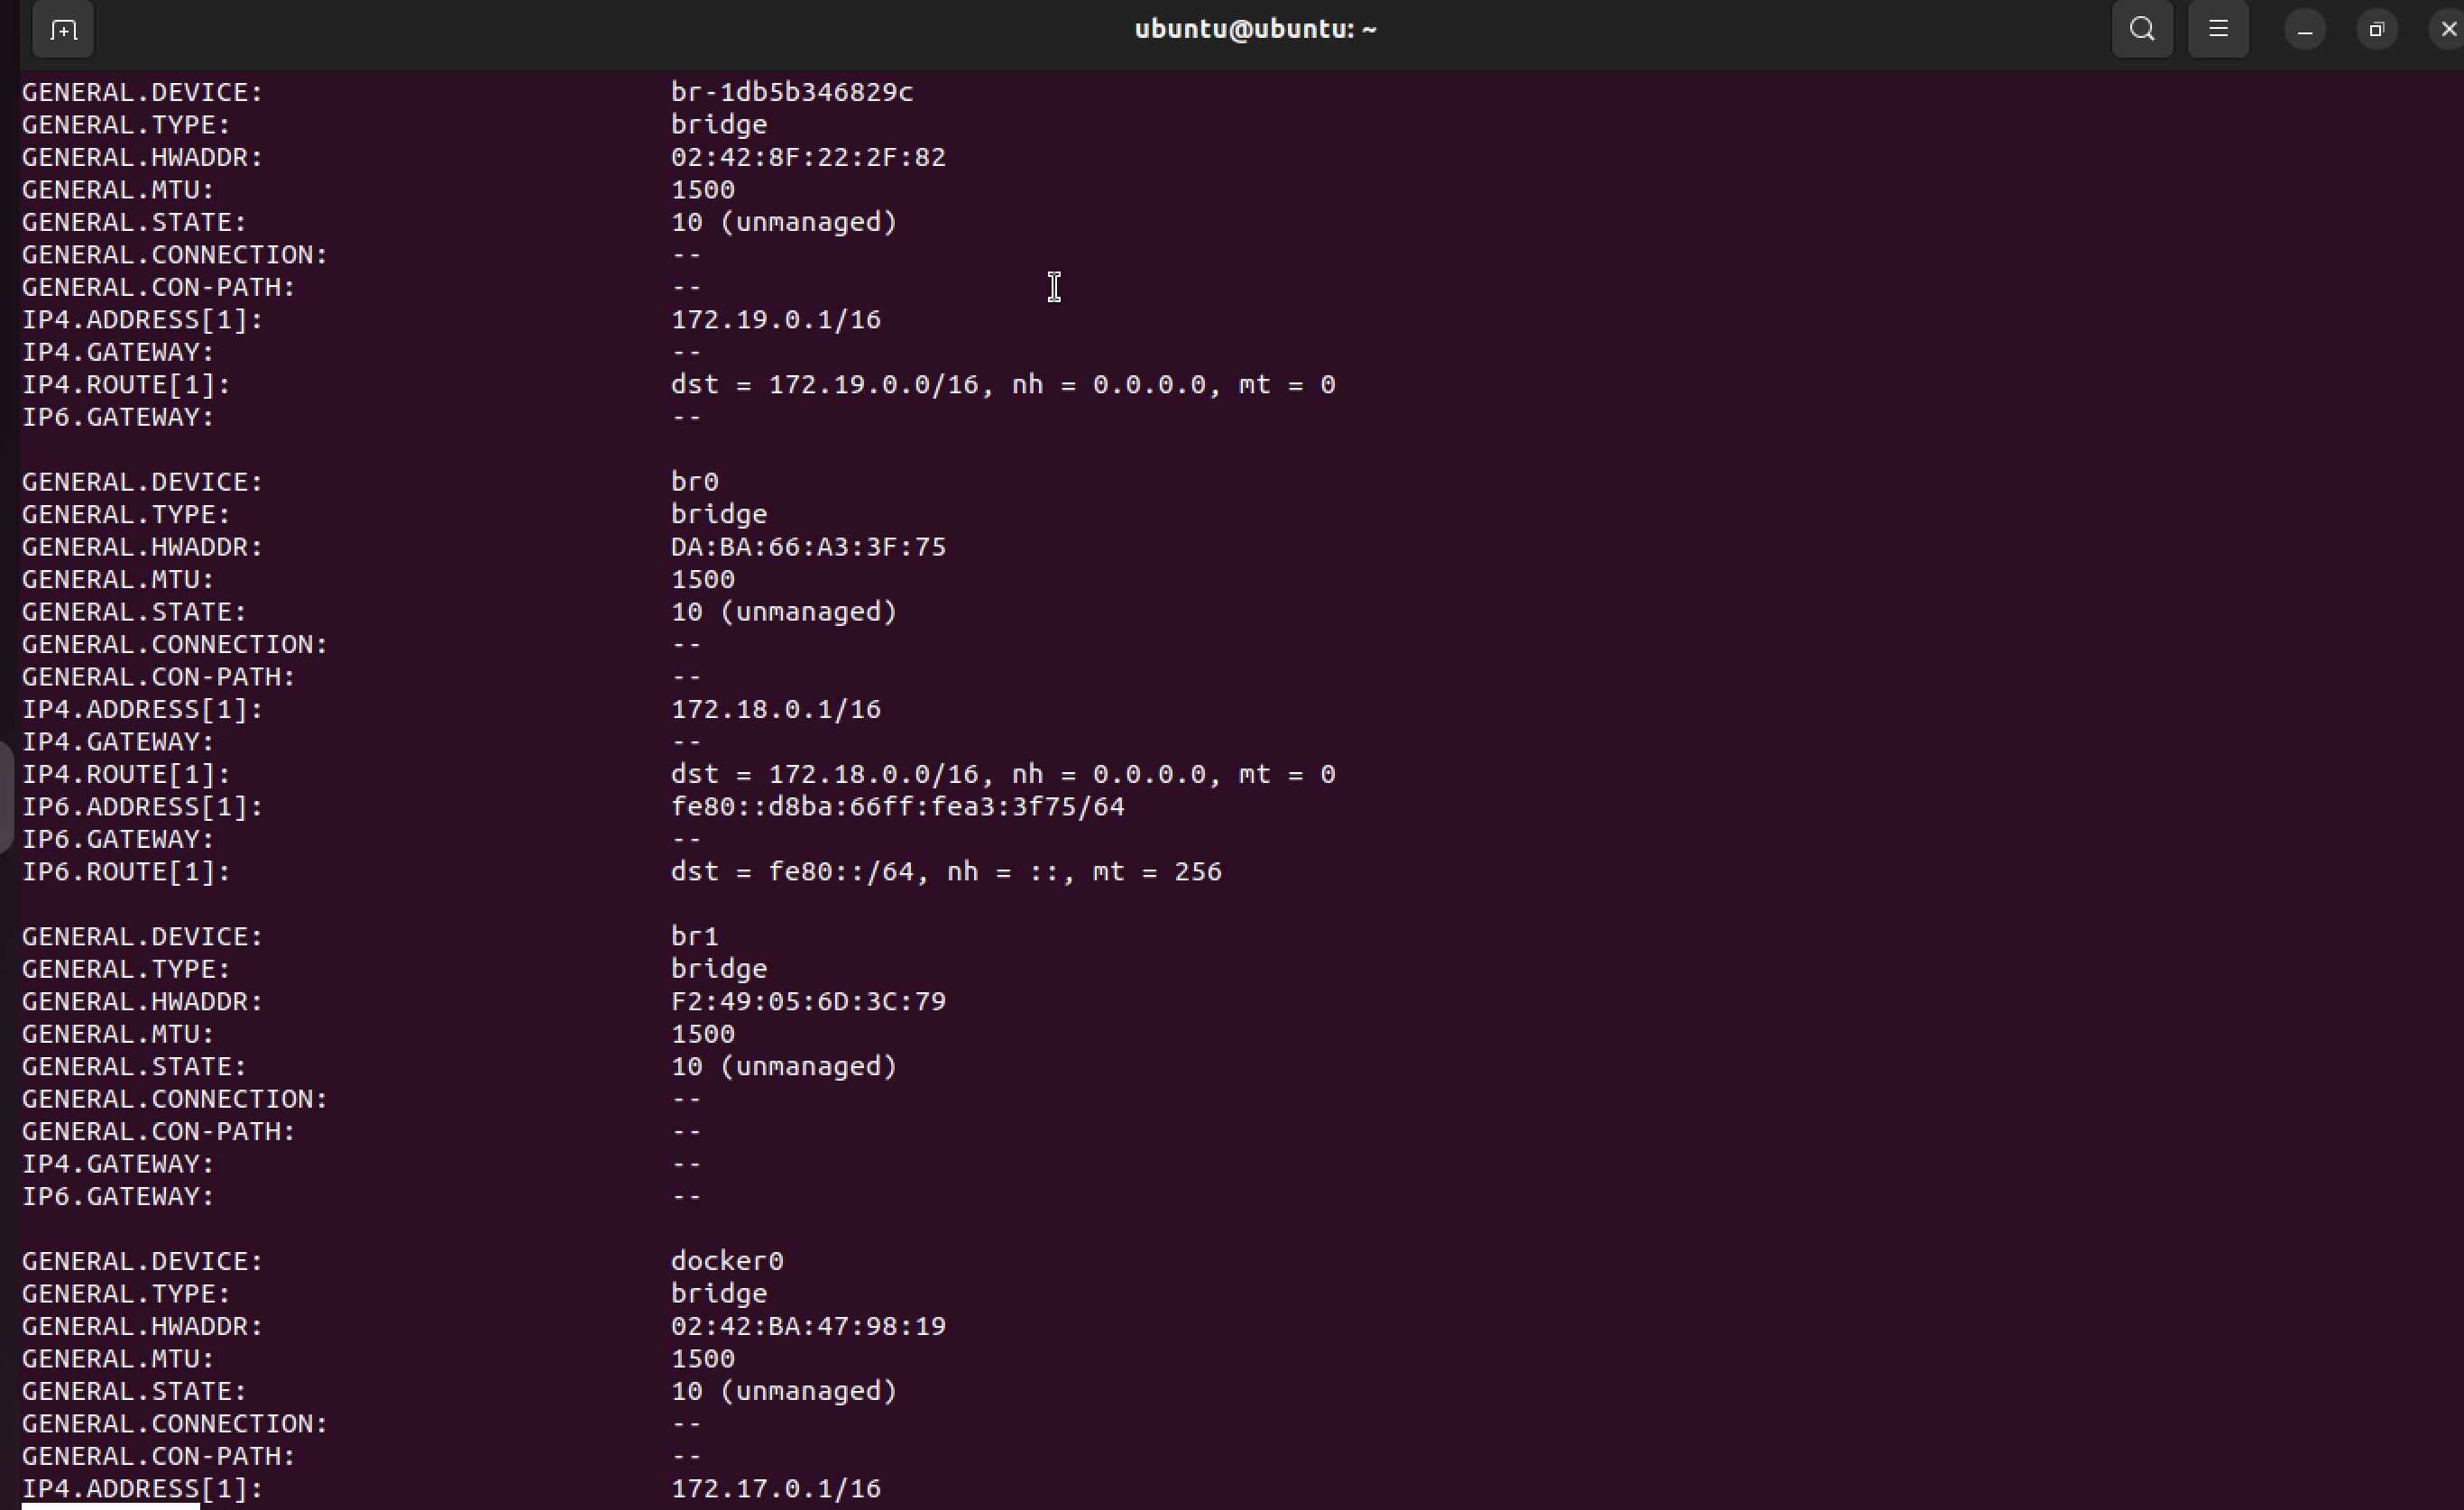 ubuntu@ubuntu: ~
GENERAL.DEVICE: br-1db5b346829c
GENERAL.TYPE: bridge
GENERAL.HWADDR: 02:42:8F:22:2F:82
GENERAL.MTU: 1500
GENERAL.STATE: 10 (unmanaged)
GENERAL.CONNECTION: --
GENERAL.CON-PATH: --
IP4.ADDRESS[1]: 172.19.0.1/16
IP4.GATEWAY: --
IP4.ROUTE[1]: dst = 172.19.0.0/16, nh = 0.0.0.0, mt = 0
IP6.GATEWAY: --
GENERAL.DEVICE: br0
GENERAL.TYPE: bridge
GENERAL.HWADDR: DA:BA:66:A3:3F:75
GENERAL.MTU: 1500
GENERAL.STATE: 10 (unmanaged)
GENERAL.CONNECTION: --
GENERAL.CON-PATH: --
IP4.ADDRESS[1]: 172.18.0.1/16
IP4.GATEWAY: --
IP4.ROUTE[1]: dst = 172.18.0.0/16, nh = 0.0.0.0, mt = 0
IP6.ADDRESS[1]: fe80::d8ba:66ff:fea3:3f75/64
IP6.GATEWAY: --
IP6.ROUTE[1]: dst = fe80::/64, nh = ::, mt = 256
GENERAL.DEVICE: br1
GENERAL.TYPE: bridge
GENERAL.HWADDR: F2:49:05:6D:3C:79
GENERAL.MTU: 1500
GENERAL.STATE: 10 (unmanaged)
GENERAL.CONNECTION: --
GENERAL.CON-PATH: --
IP4.GATEWAY: --
IP6.GATEWAY: --
GENERAL.DEVICE: docker0
GENERAL.TYPE: bridge
GENERAL.HWADDR: 02:42:BA:47:98:19
GENERAL.MTU: 1500
GENERAL.STATE: 10 (unmanaged)
GENERAL.CONNECTION: --
GENERAL.CON-PATH: --
IP4.ADDRESS[1]: 172.17.0.1/16